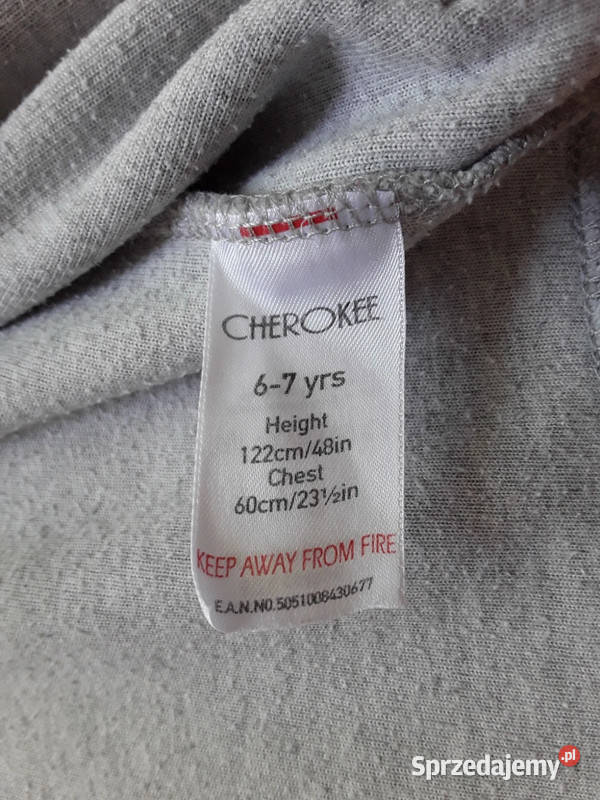 CHEROKEE
6-7 yrs
Height
122cm/48in
Chest
60cm/23½in
KEEP AWAY FROM FIRE
E.A.N.NO.5051008430677
Sprzedajemy.pl